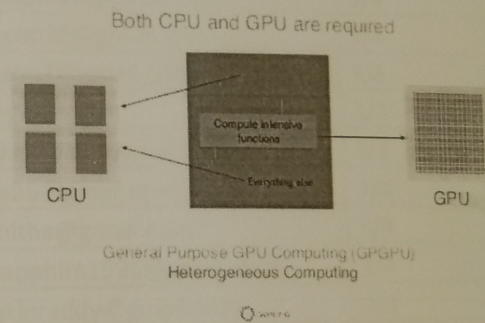 Both CPU and GPU are required
Compute intensive
functions
Everything else
CPU
GPU
General Purpose GPU Computing (GPGPU)
Heterogeneous Computing